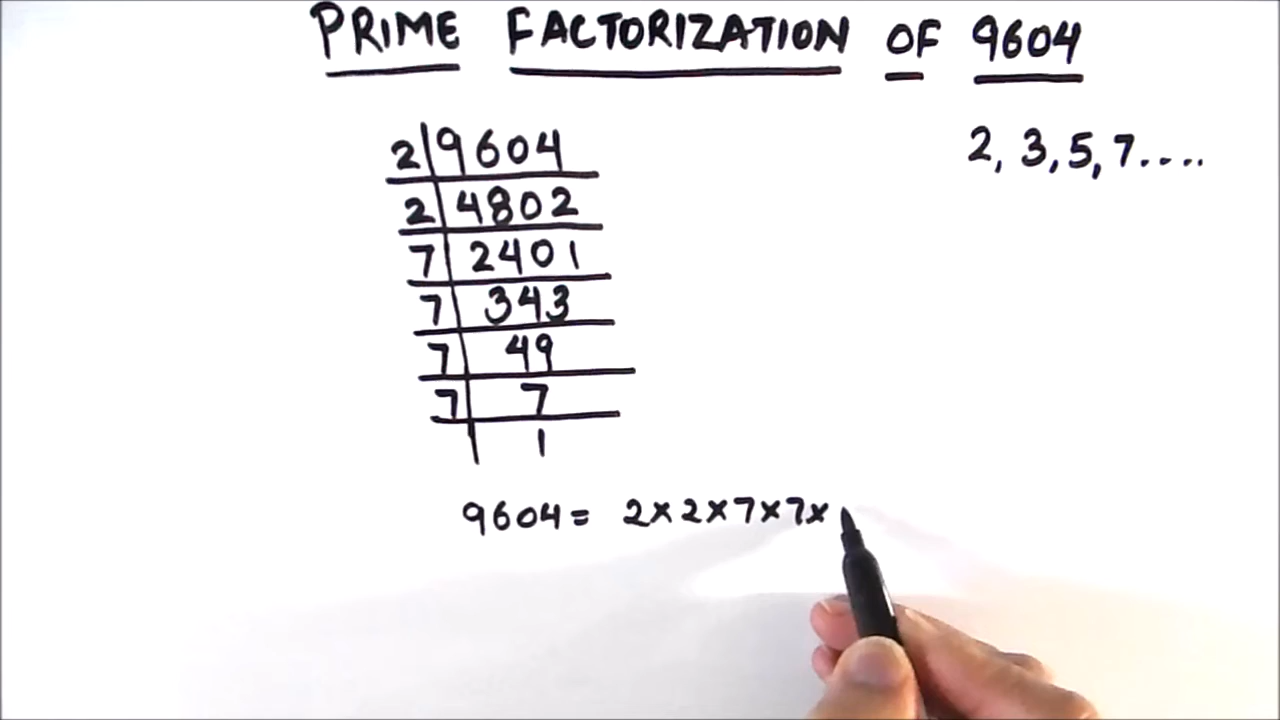 PRIME FACTORIZATION OF 9604
2, 3, 5, 7....
2 | 9604
2 | 4802
7 | 2401
7 | 343
7 | 49
7 | 7
| 1
9604 = 2×2×7×7×